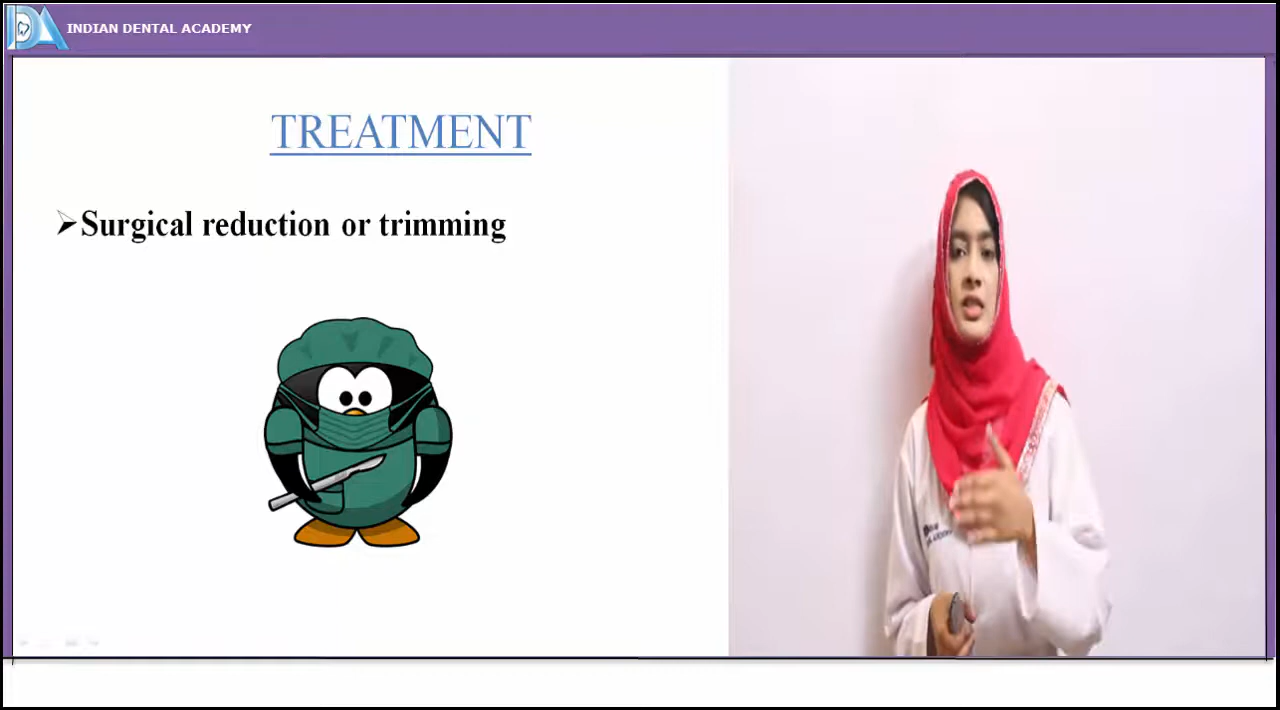 INDIAN DENTAL ACADEMY
TREATMENT
➢Surgical reduction or trimming